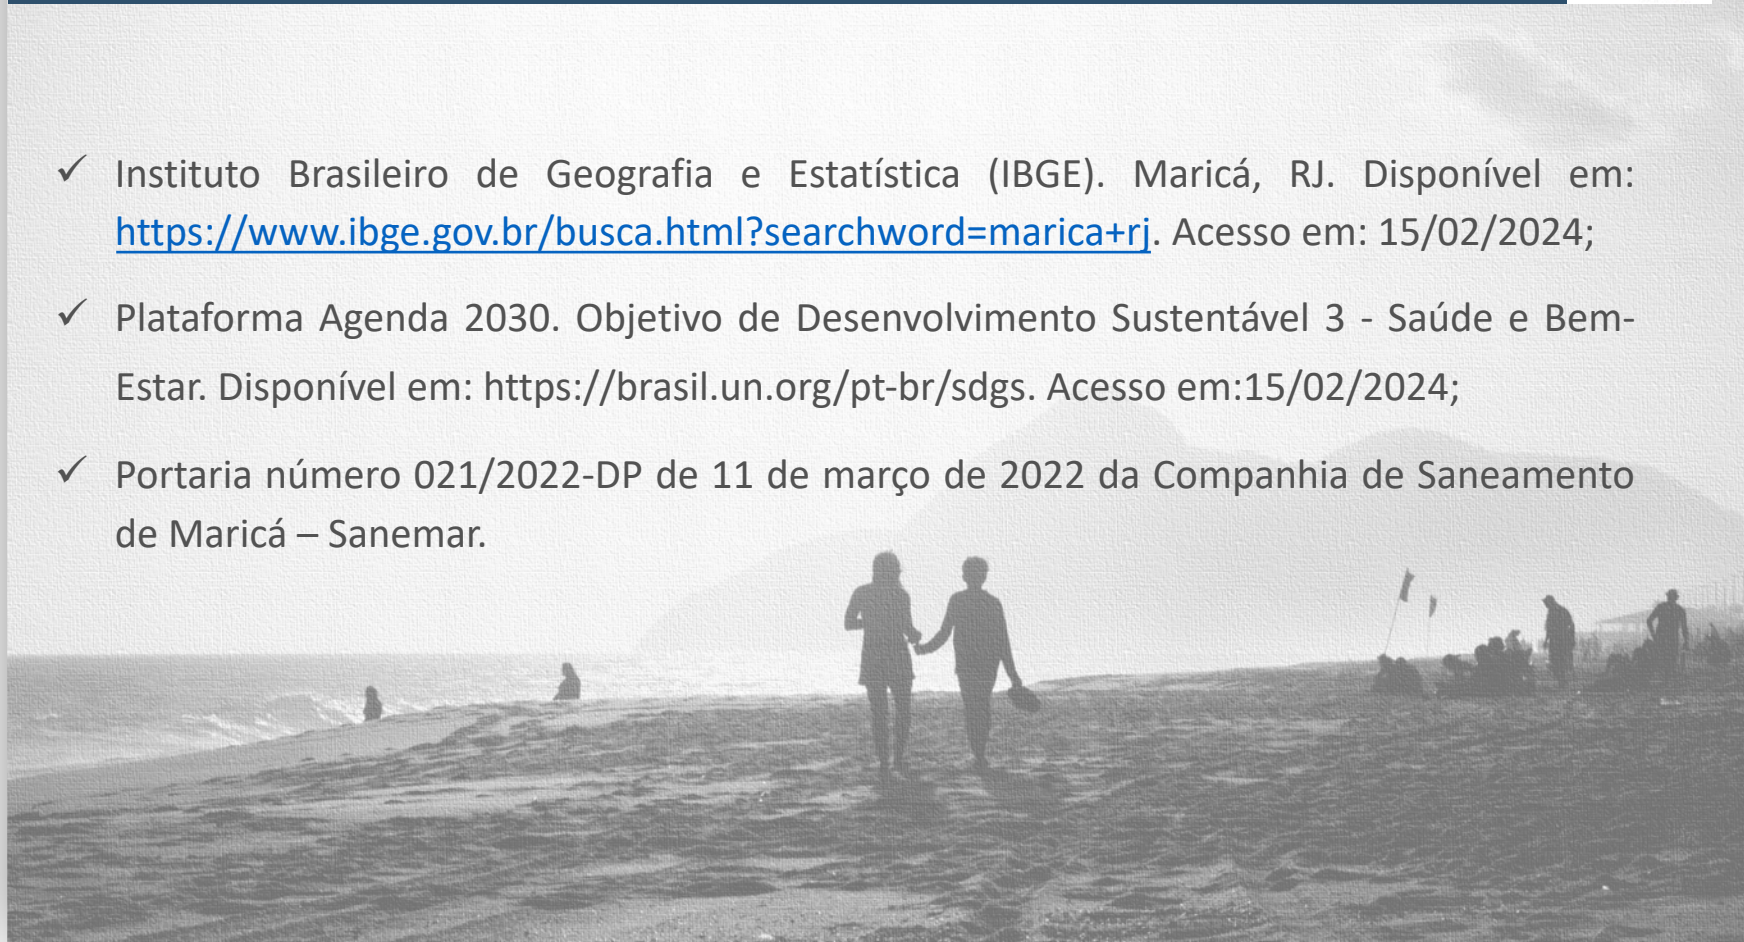 ✓ Instituto Brasileiro de Geografia e Estatística (IBGE). Maricá, RJ. Disponível em:
https://www.ibge.gov.br/busca.html?searchword=marica+rj. Acesso em: 15/02/2024;
✓ Plataforma Agenda 2030. Objetivo de Desenvolvimento Sustentável 3 - Saúde e Bem-
Estar. Disponível em: https://brasil.un.org/pt-br/sdgs. Acesso em:15/02/2024;
✓ Portaria número 021/2022-DP de 11 de março de 2022 da Companhia de Saneamento
de Maricá – Sanemar.